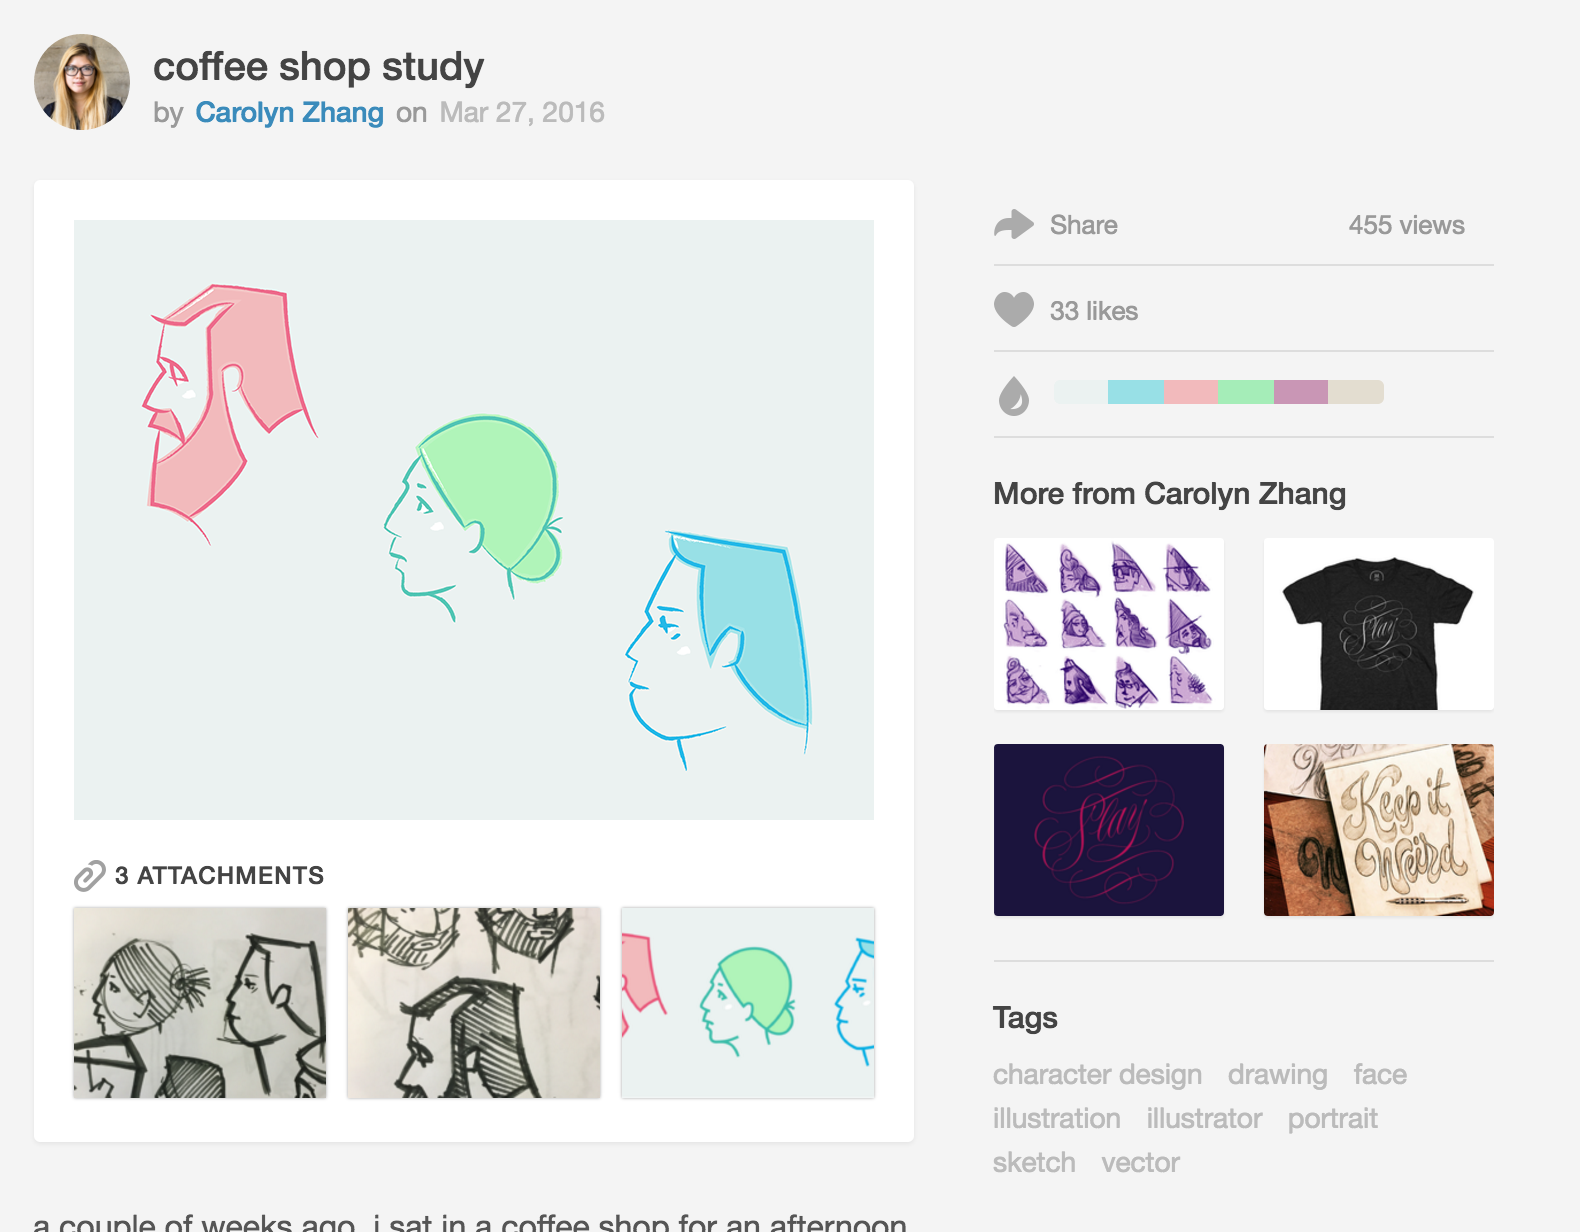 coffee shop study
by Carolyn Zhang on Mar 27, 2016
Share 455 views
33 likes
3 ATTACHMENTS
More from Carolyn Zhang
Stay
Stay
Keep it
Weird
Tags
character design drawing face
illustration illustrator portrait
sketch vector
a couple of weeks ago, i sat in a coffee shop for an afternoon